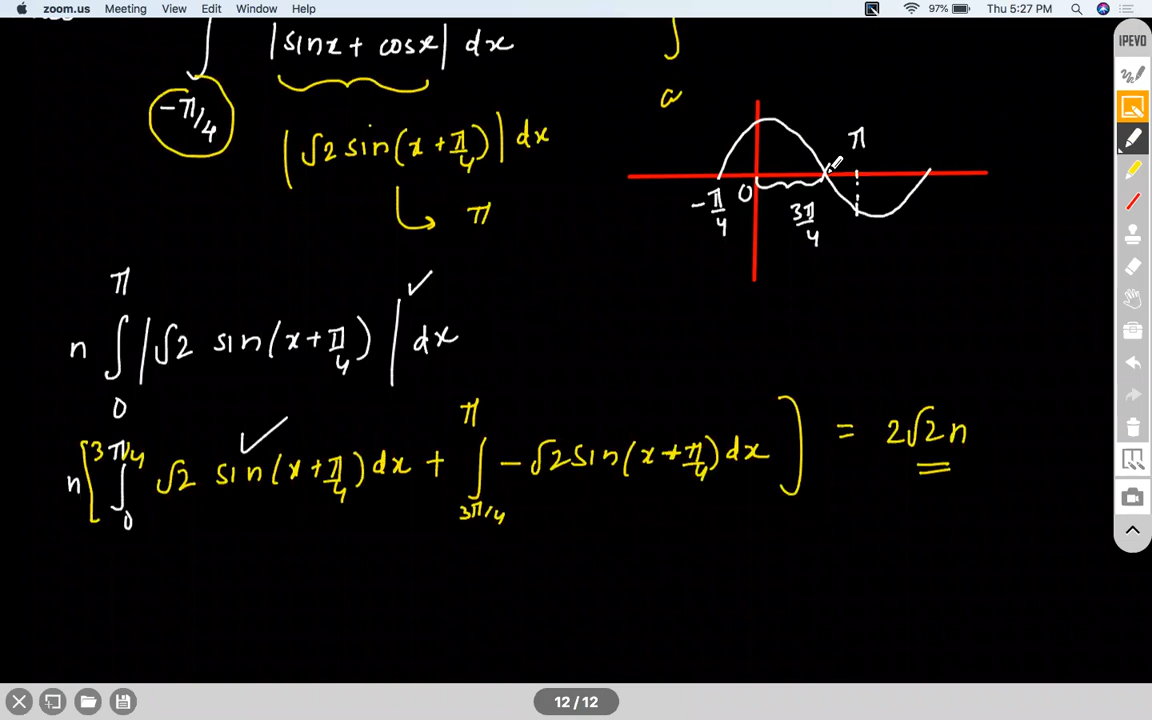 zoom.us Meeting View Edit Window Help 97% Thu 5:27 PM
IPEVO
∫ |sinx + cosx| dx
-π/4
∫
a
|√2 sin(x + π/4)| dx
→ π
π
-π/4 0 3π/4
π
n ∫ |√2 sin(x + π/4)| dx ✓
0
n [ ∫ 3π/4 0 √2 sin(x + π/4) dx + ∫ π 3π/4 - √2 sin(x + π/4) dx ] = 2√2 n
✓
12 / 12